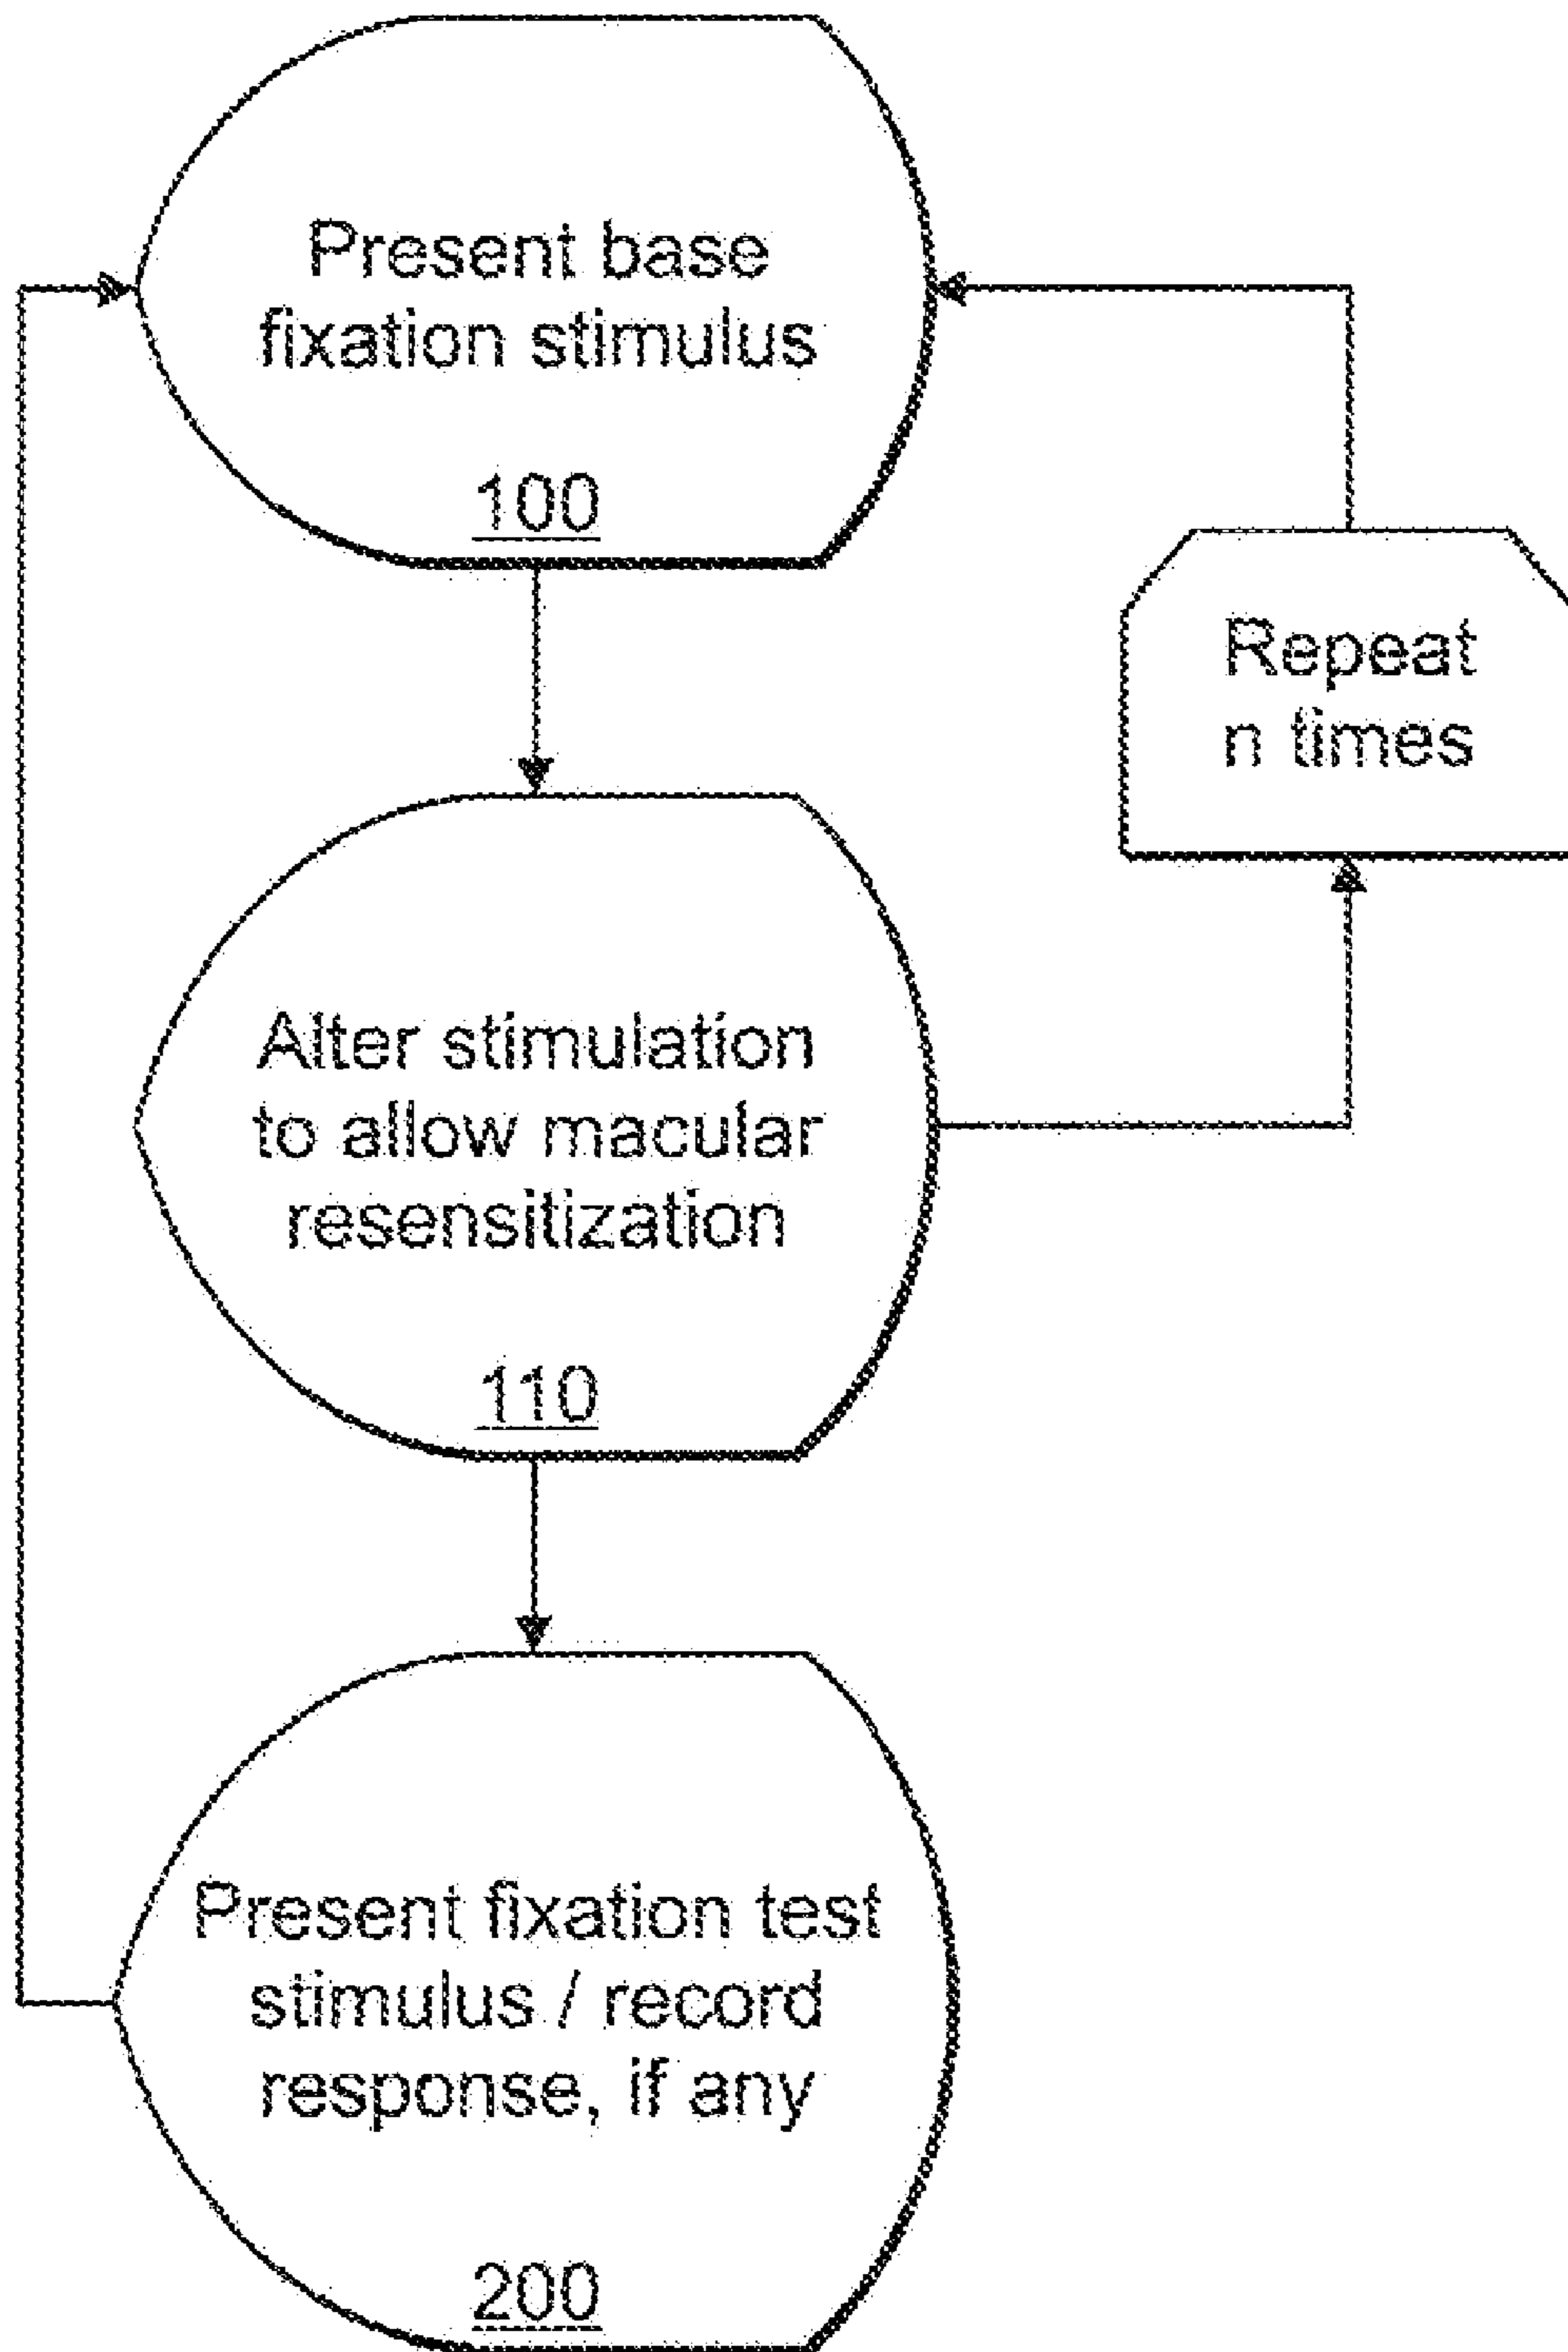 Present base
fixation stimulus
100
Repeat
n times
Alter stimulation
to allow macular
resensitization
110
Present fixation test
stimulus / record
response, if any
200